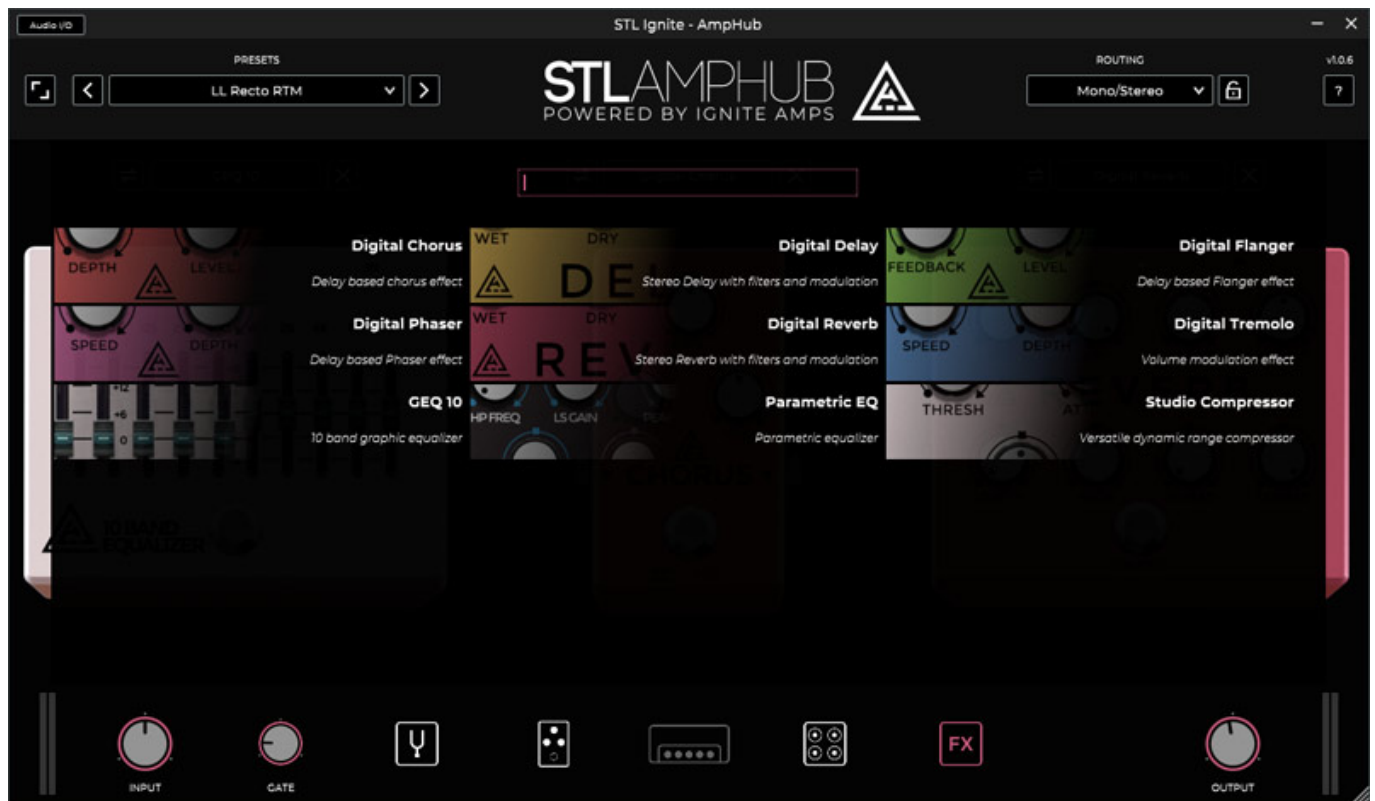 Audio I/O
STL Ignite - AmpHub
PRESETS
LL Recto RTM
STLAMPHUB
POWERED BY IGNITE AMPS
ROUTING
Mono/Stereo
v1.0.6
?
DEPTH
LEVEL
Digital Chorus
Delay based chorus effect
WET
DRY
DEL
Digital Delay
Stereo Delay with filters and modulation
FEEDBACK
LEVEL
Digital Flanger
Delay based Flanger effect
SPEED
DEPTH
Digital Phaser
Delay based Phaser effect
WET
DRY
REV
Digital Reverb
Stereo Reverb with filters and modulation
SPEED
DEPTH
Digital Tremolo
Volume modulation effect
+12
+6
0
GEQ 10
10 band graphic equalizer
HP FREQ
LS GAIN
Parametric EQ
Parametric equalizer
THRESH
AT
Studio Compressor
Versatile dynamic range compressor
CHORUS
10 BAND
EQUALIZER
FX
INPUT
GATE
OUTPUT